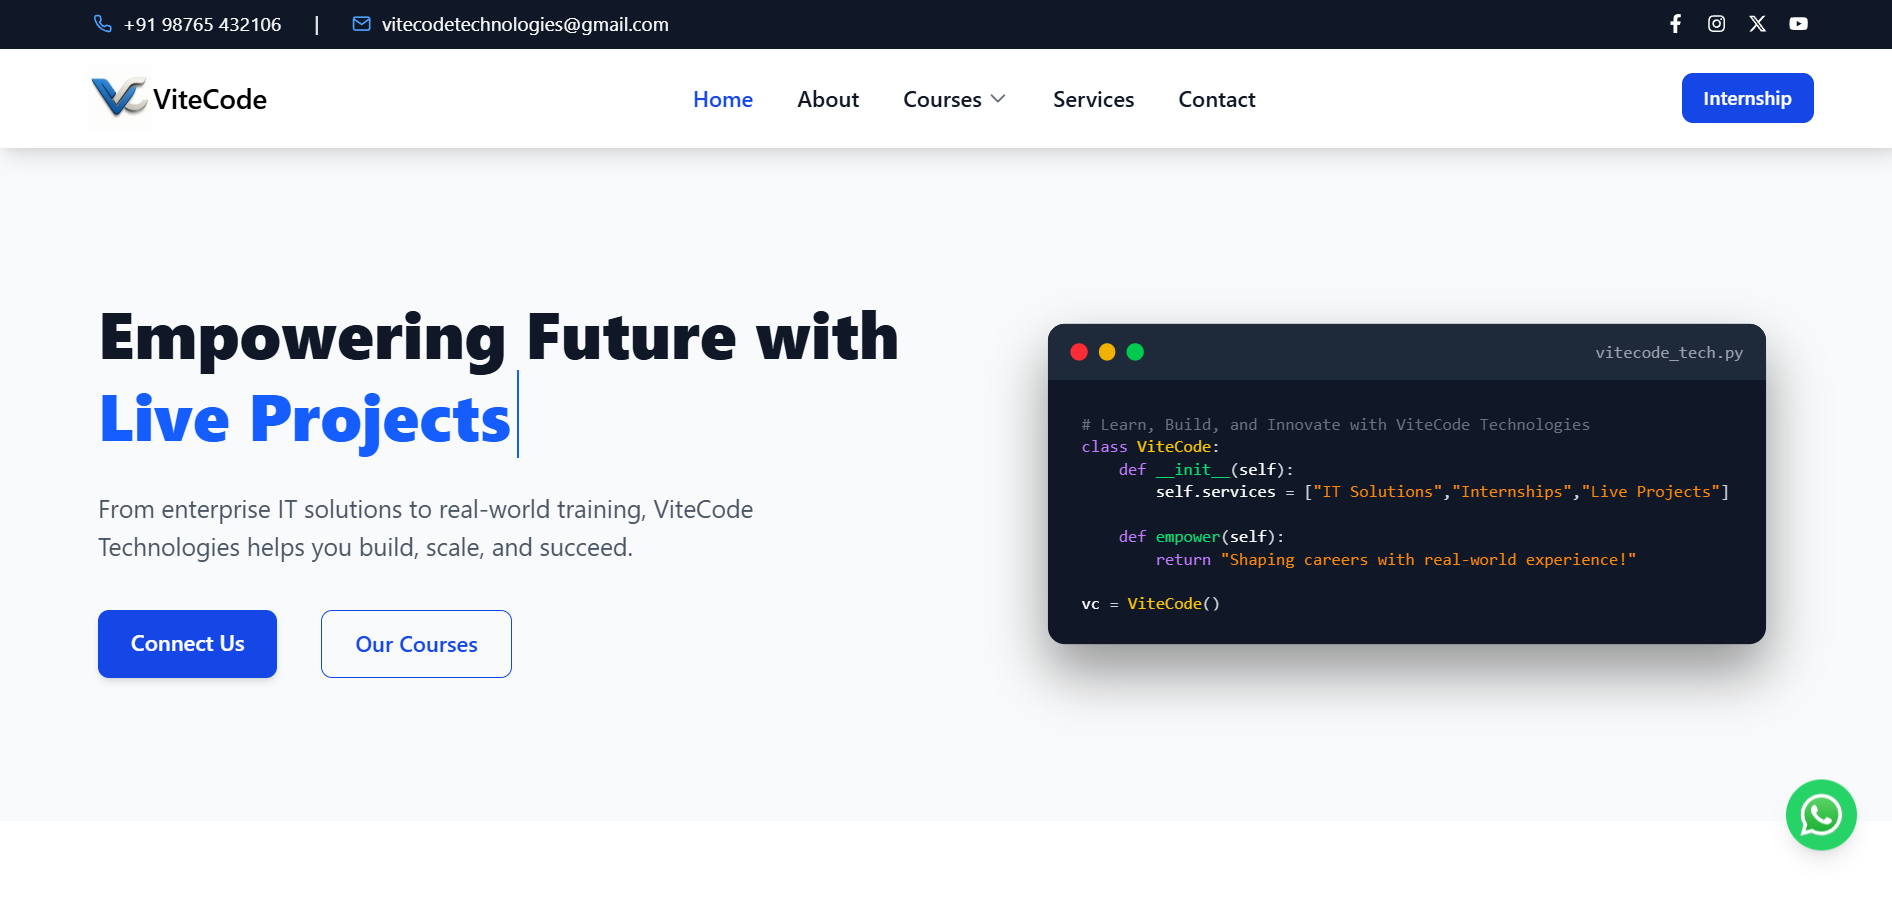 +91 98765 432106 | vitecodetechnologies@gmail.com
ViteCode
Home About Courses Services Contact
Internship
Empowering Future with
Live Projects
From enterprise IT solutions to real-world training, ViteCode
Technologies helps you build, scale, and succeed.
Connect Us
Our Courses
vitecode_tech.py
# Learn, Build, and Innovate with ViteCode Technologies
class ViteCode:
    def __init__(self):
        self.services = ["IT Solutions","Internships","Live Projects"]
    def empower(self):
        return "Shaping careers with real-world experience!"
vc = ViteCode()